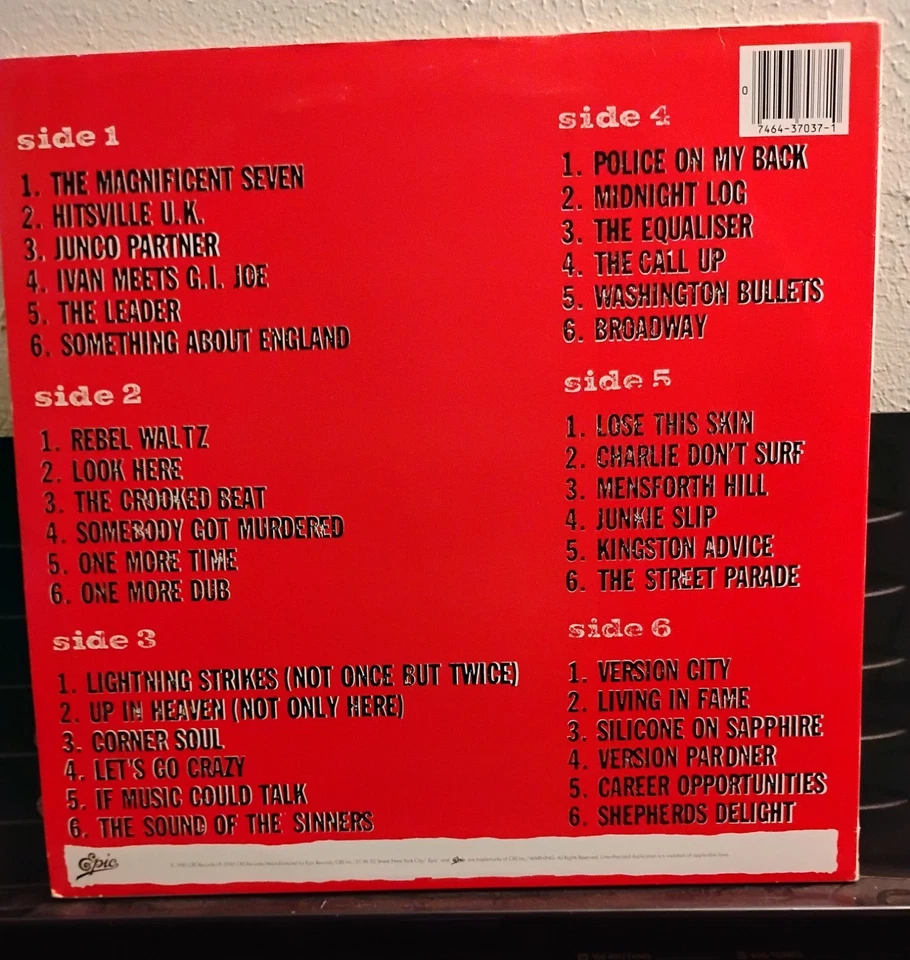 side 1
1. THE MAGNIFICENT SEVEN
2. HITSVILLE U.K.
3. JUNCO PARTNER
4. IVAN MEETS G.I. JOE
5. THE LEADER
6. SOMETHING ABOUT ENGLAND
side 2
1. REBEL WALTZ
2. LOOK HERE
3. THE CROOKED BEAT
4. SOMEBODY GOT MURDERED
5. ONE MORE TIME
6. ONE MORE DUB
side 3
1. LIGHTNING STRIKES (NOT ONCE BUT TWICE)
2. UP IN HEAVEN (NOT ONLY HERE)
3. CORNER SOUL
4. LET'S GO CRAZY
5. IF MUSIC COULD TALK
6. THE SOUND OF THE SINNERS
0
7464-37037-1
side 4
1. POLICE ON MY BACK
2. MIDNIGHT LOG
3. THE EQUALISER
4. THE CALL UP
5. WASHINGTON BULLETS
6. BROADWAY
side 5
1. LOSE THIS SKIN
2. CHARLIE DON'T SURF
3. MENSFORTH HILL
4. JUNKIE SLIP
5. KINGSTON ADVICE
6. THE STREET PARADE
side 6
1. VERSION CITY
2. LIVING IN FAME
3. SILICONE ON SAPPHIRE
4. VERSION PARDNER
5. CAREER OPPORTUNITIES
6. SHEPHERDS DELIGHT
Epic